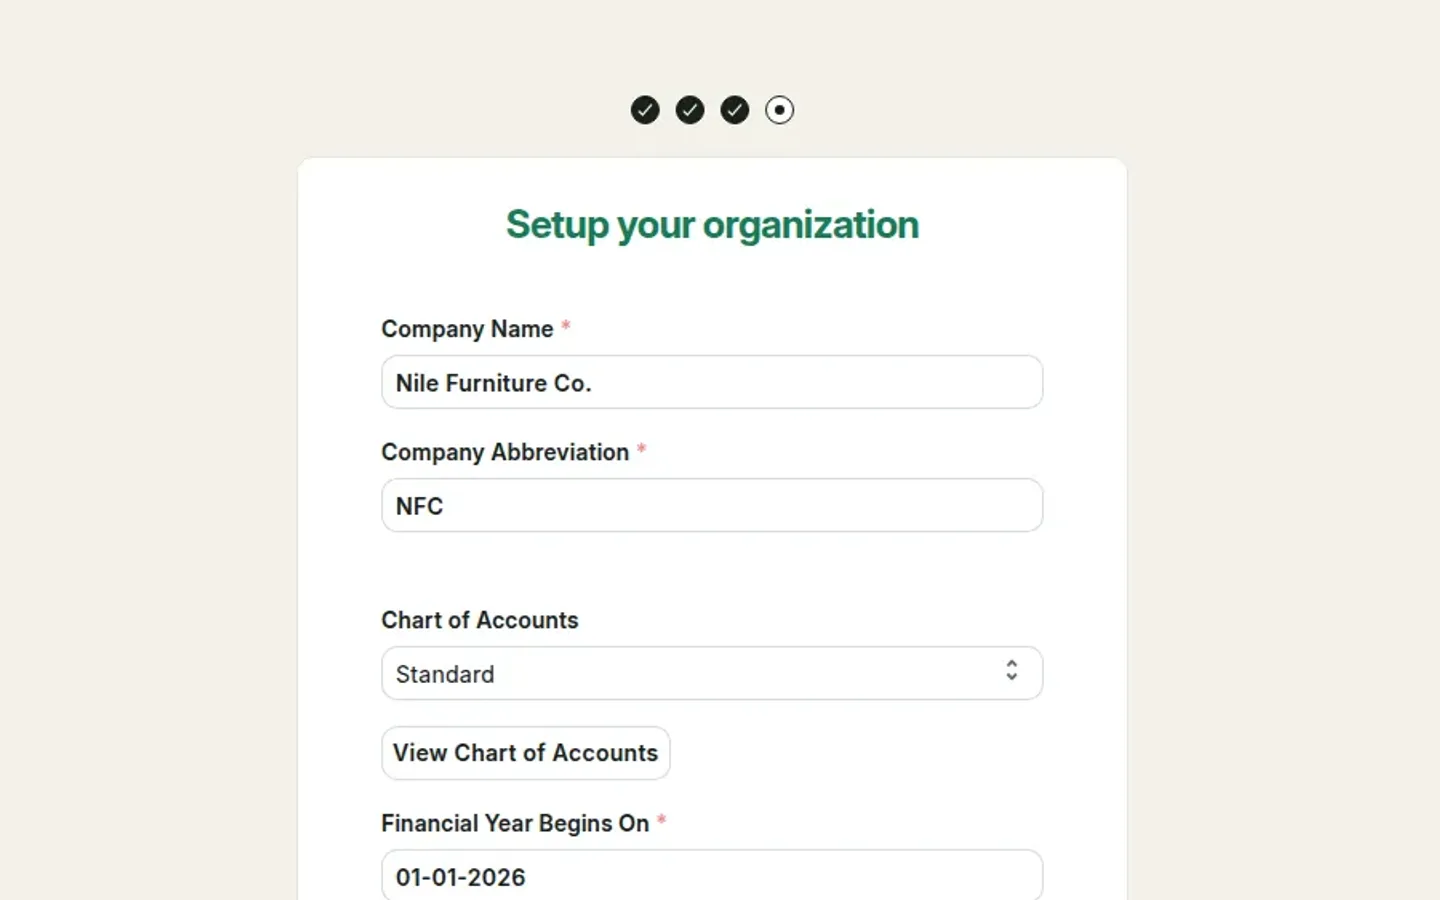 Setup your organization
Company Name *
Nile Furniture Co.
Company Abbreviation *
NFC
Chart of Accounts
Standard
View Chart of Accounts
Financial Year Begins On *
01-01-2026